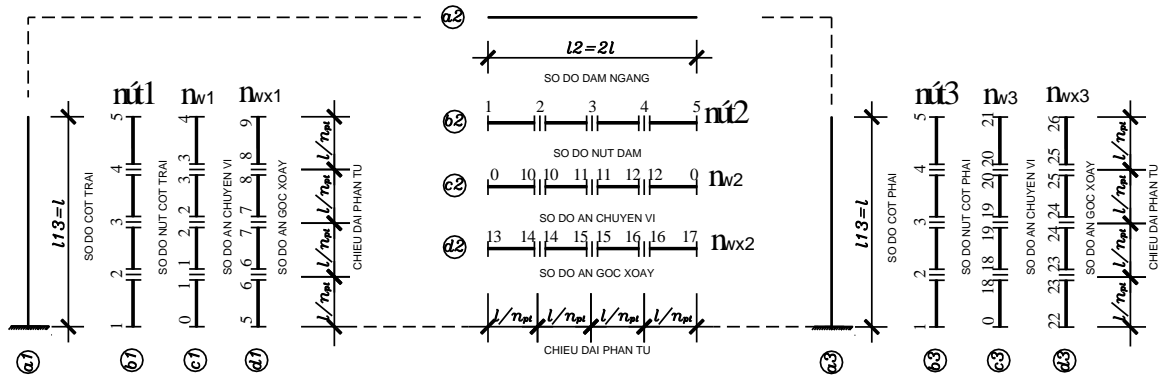 a2
l2=2l
SO DO DAM NGANG
nút1
nw1
nwx1
1 2 3 4 5
nút2
b2
SO DO NUT DAM
c2
0 10 10 11 11 12 12 0
nw2
SO DO AN CHUYEN VI
d2
13 14 14 15 15 16 16 17
nwx2
SO DO AN GOC XOAY
l/npt l/npt l/npt l/npt
CHIEU DAI PHAN TU
l13=l
SO DO COT TRAI
1 2 3 4 5
SO DO NUT COT TRAI
0 1 1 2 2 3 3 4
SO DO AN CHUYEN VI
5 6 6 7 7 8 8 9
SO DO AN GOC XOAY
l/npt l/npt l/npt l/npt
CHIEU DAI PHAN TU
a1
b1
c1
d1
nút3
nw3
nwx3
l13=l
SO DO COT PHAI
1 2 3 4 5
SO DO NUT COT PHAI
0 18 18 19 19 20 20 21
SO DO AN CHUYEN VI
22 23 23 24 24 25 25 26
SO DO AN GOC XOAY
l/npt l/npt l/npt l/npt
CHIEU DAI PHAN TU
a3
b3
c3
d3